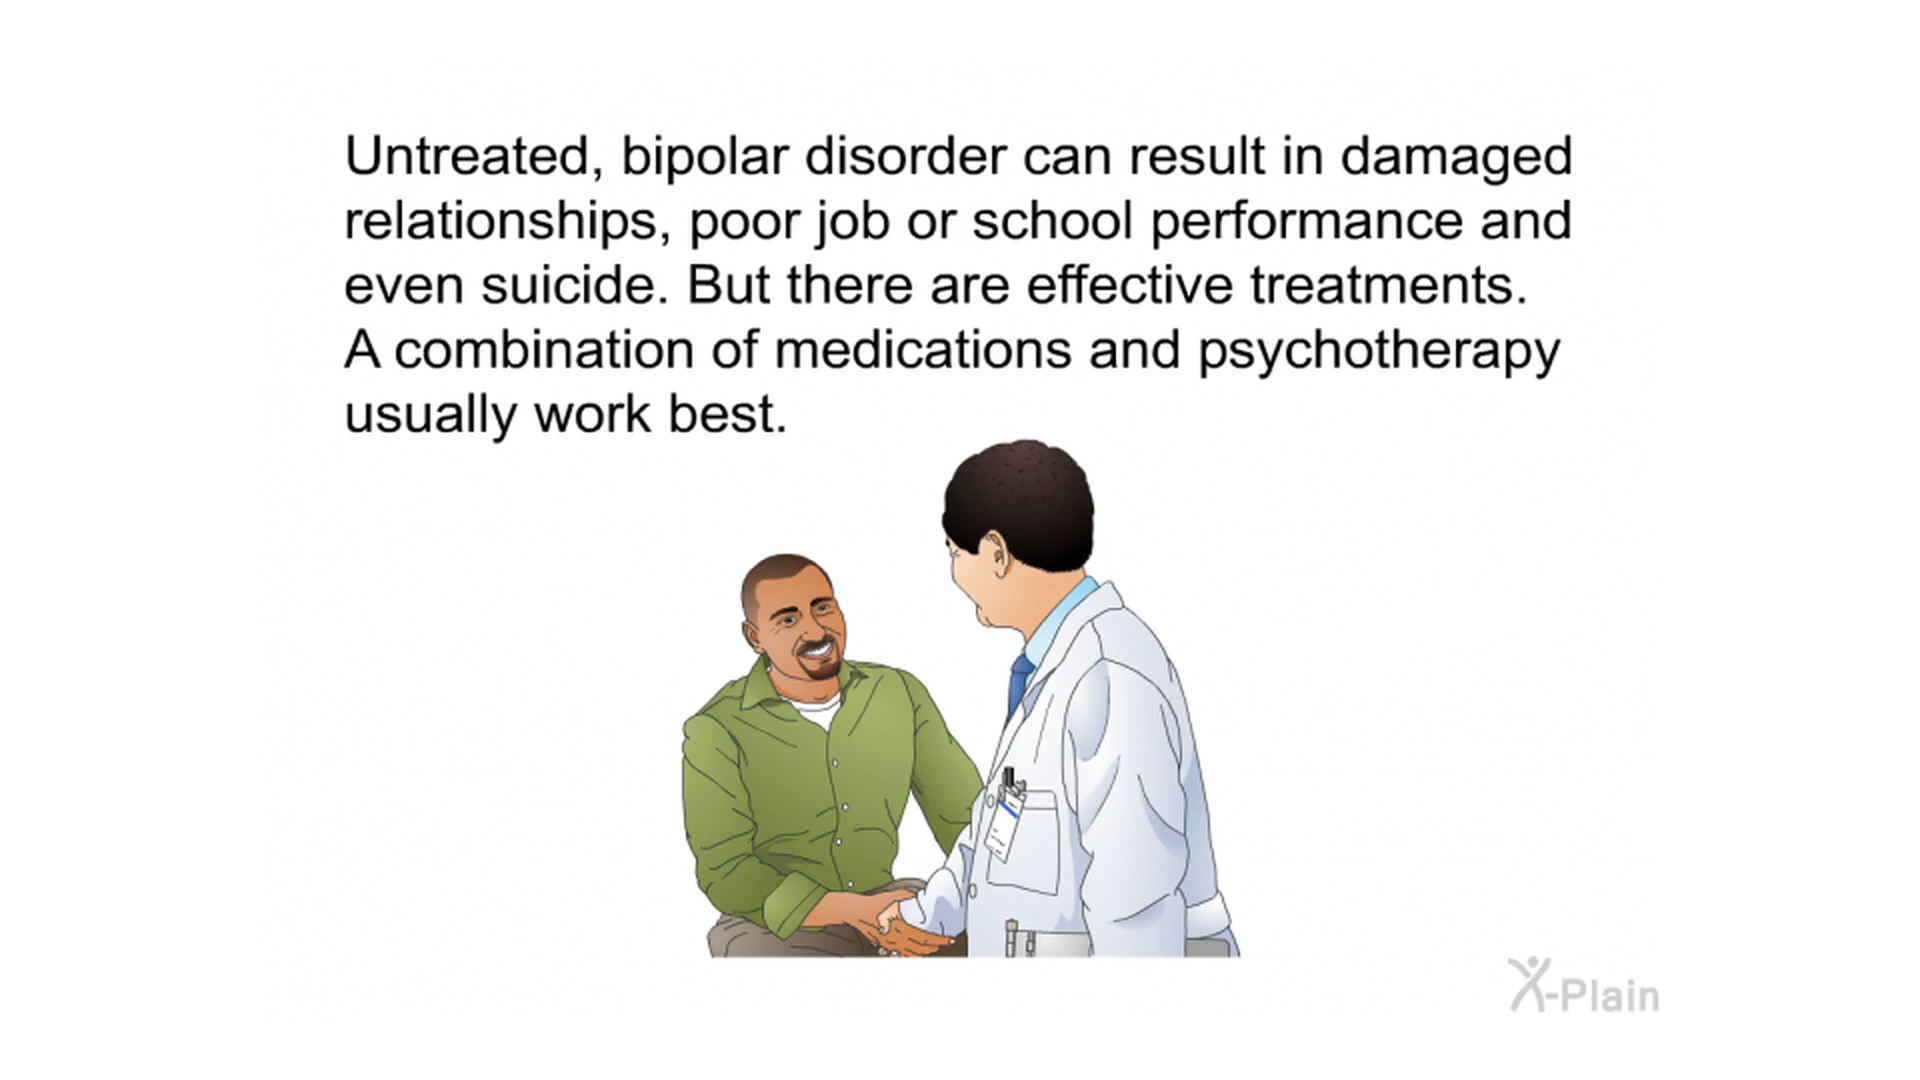 Untreated, bipolar disorder can result in damaged
relationships, poor job or school performance and
even suicide. But there are effective treatments.
A combination of medications and psychotherapy
usually work best.
X-Plain